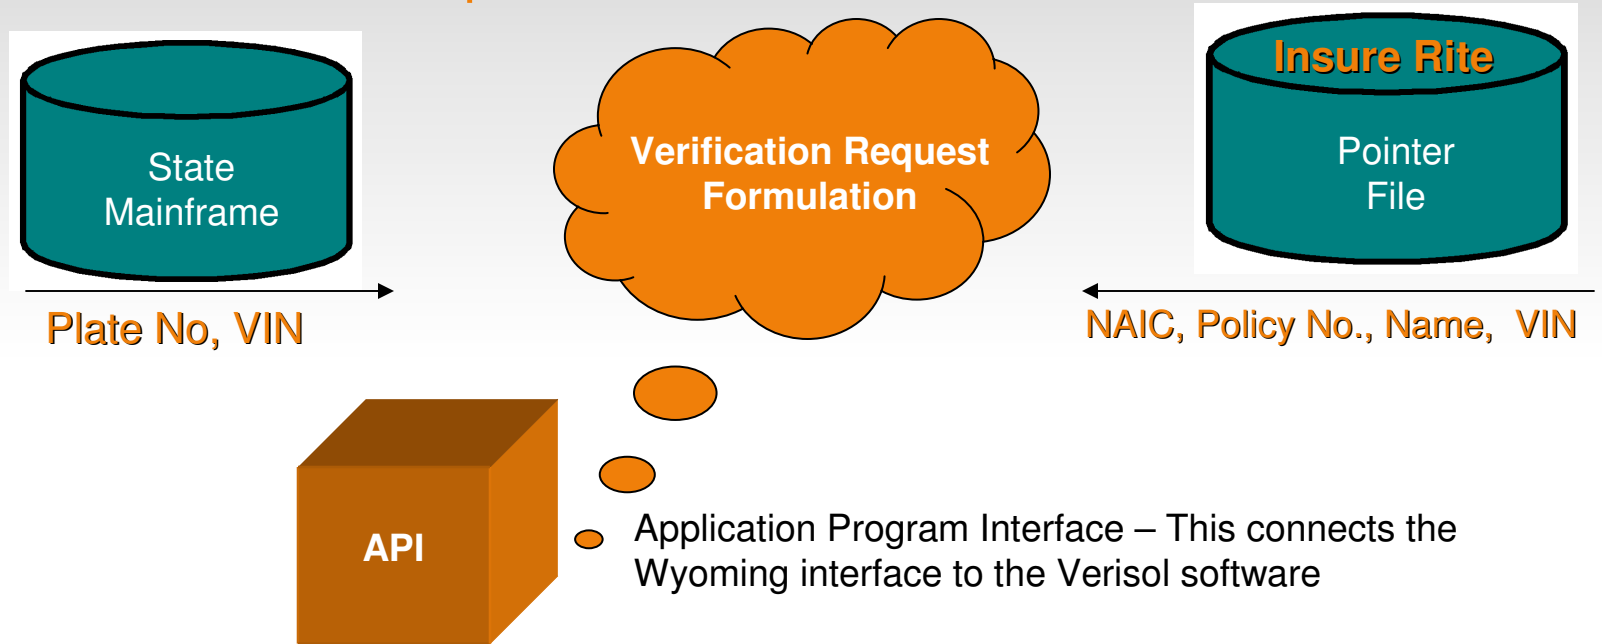 State
Mainframe
Plate No, VIN
Verification Request
Formulation
Insure Rite
Pointer
File
NAIC, Policy No., Name, VIN
API
Application Program Interface – This connects the
Wyoming interface to the Verisol software